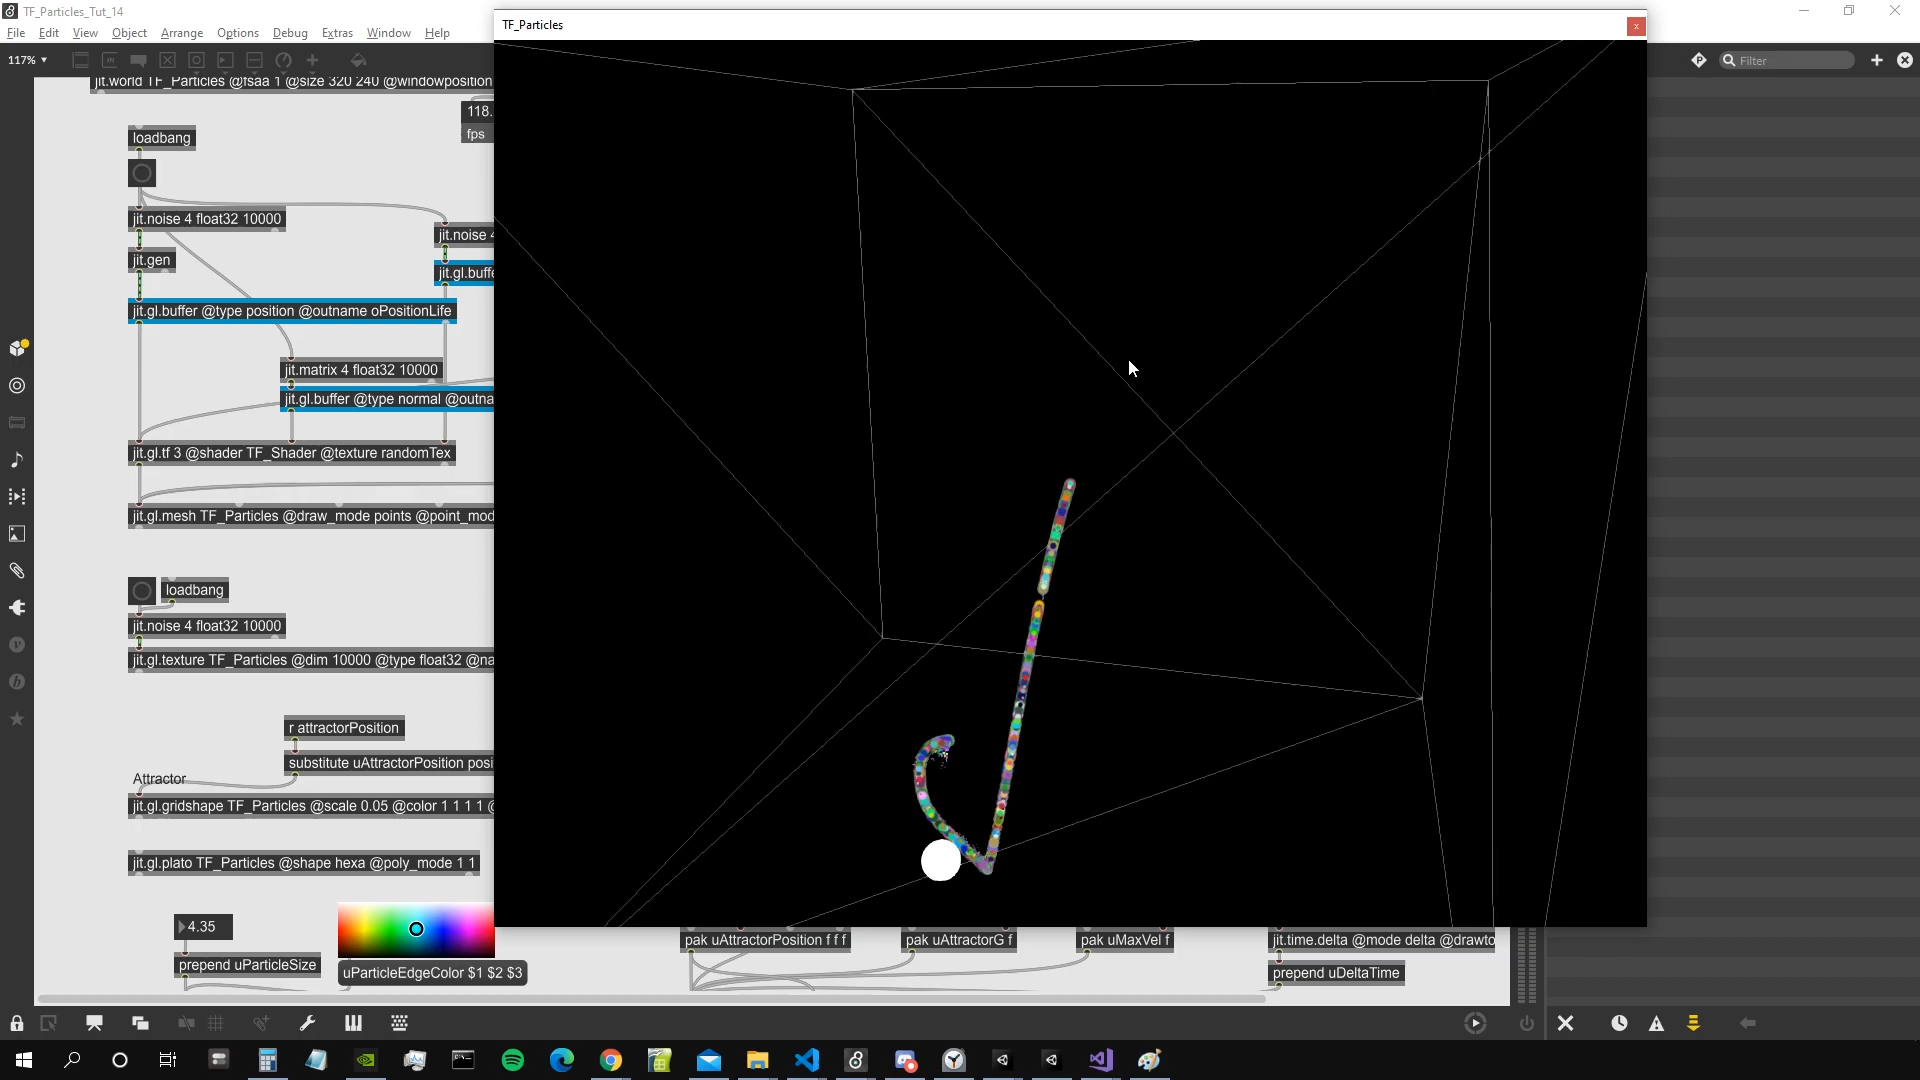 TF_Particles_Tut_14
File Edit View Object Arrange Options Debug Extras Window Help
117%
TF_Particles
Filter
jit.world TF_Particles @fsaa 1 @size 320 240 @windowposition
118.
fps
loadbang
jit.noise 4 float32 10000
jit.noise 4
jit.gen
jit.gl.buffe
jit.gl.buffer @type position @outname oPositionLife
jit.matrix 4 float32 10000
jit.gl.buffer @type normal @outna
jit.gl.tf 3 @shader TF_Shader @texture randomTex
jit.gl.mesh TF_Particles @draw_mode points @point_mod
loadbang
jit.noise 4 float32 10000
jit.gl.texture TF_Particles @dim 10000 @type float32 @na
r attractorPosition
substitute uAttractorPosition posi
Attractor
jit.gl.gridshape TF_Particles @scale 0.05 @color 1 1 1 1 @
jit.gl.plato TF_Particles @shape hexa @poly_mode 1 1
4.35
prepend uParticleSize
uParticleEdgeColor $1 $2 $3
pak uAttractorPosition f f f
pak uAttractorG f
pak uMaxVel f
jit.time.delta @mode delta @drawto
prepend uDeltaTime